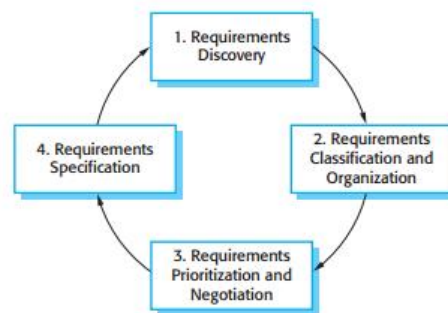 1. Requirements
Discovery
2. Requirements
Classification and
Organization
3. Requirements
Prioritization and
Negotiation
4. Requirements
Specification